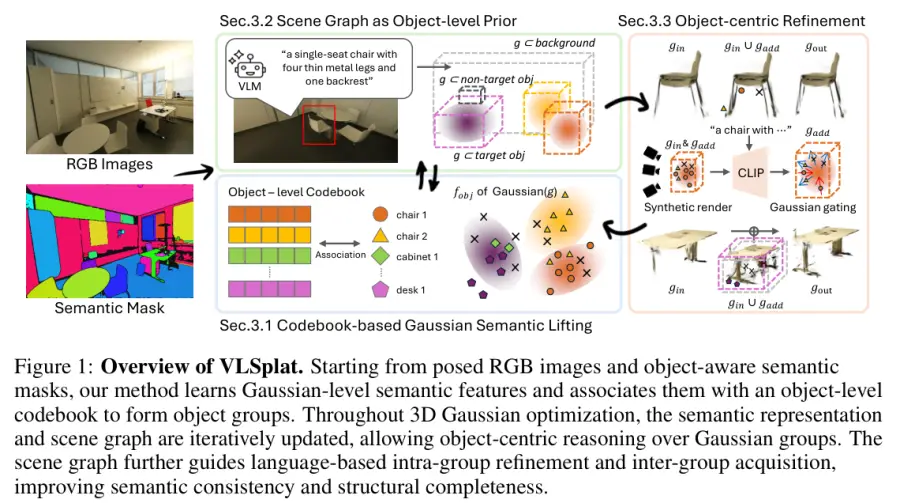 Sec.3.2 Scene Graph as Object-level Prior
Sec.3.3 Object-centric Refinement
RGB Images
Semantic Mask
VLM
“a single-seat chair with
four thin metal legs and
one backrest”
g ⊂ background
g ⊂ non-target obj
g ⊂ target obj
Object – level Codebook
Association
chair 1
chair 2
cabinet 1
desk 1
f_obj of Gaussian(g)
Sec.3.1 Codebook-based Gaussian Semantic Lifting
g_in
g_in ∪ g_add
g_out
“a chair with ⋯”
g_add
g_in & g_add
CLIP
Synthetic render
Gaussian gating
g_in
g_in ∪ g_add
g_out
Figure 1: Overview of VLSplat. Starting from posed RGB images and object-aware semantic
masks, our method learns Gaussian-level semantic features and associates them with an object-level
codebook to form object groups. Throughout 3D Gaussian optimization, the semantic representation
and scene graph are iteratively updated, allowing object-centric reasoning over Gaussian groups. The
scene graph further guides language-based intra-group refinement and inter-group acquisition,
improving semantic consistency and structural completeness.